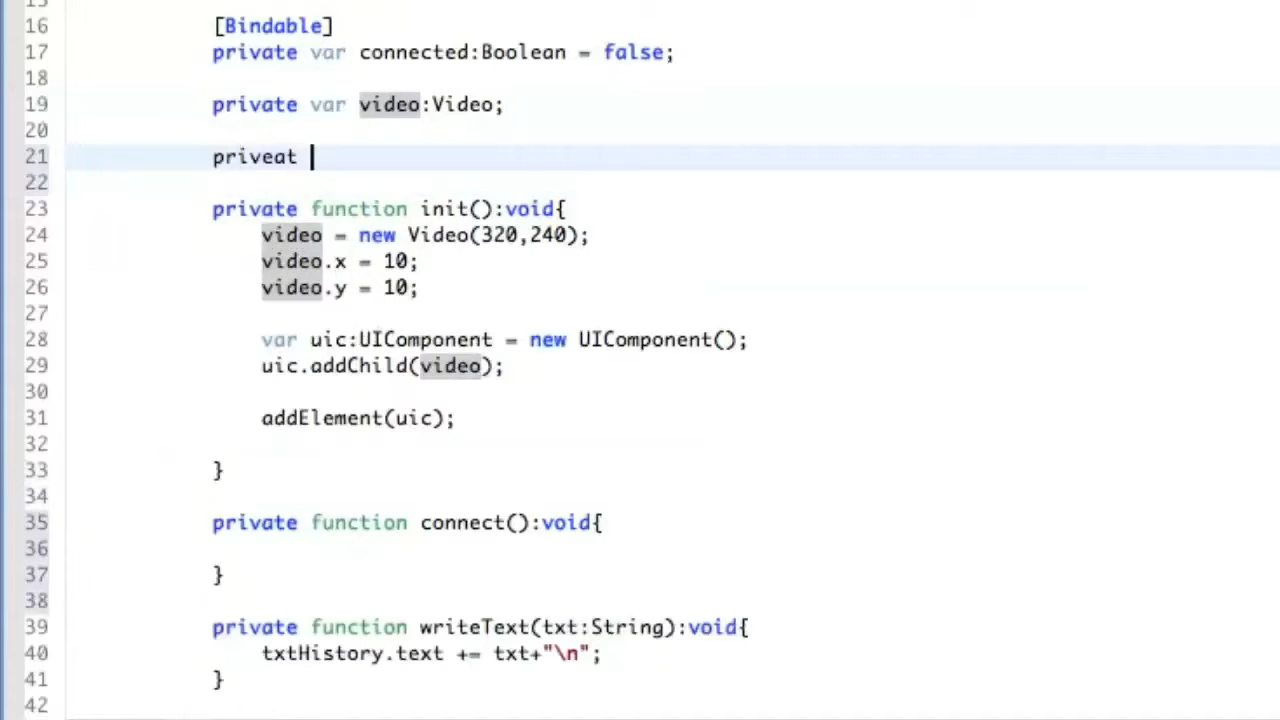 15
16 [Bindable]
17 private var connected:Boolean = false;
18
19 private var video:Video;
20
21 priveat
22
23 private function init():void{
24 video = new Video(320,240);
25 video.x = 10;
26 video.y = 10;
27
28 var uic:UIComponent = new UIComponent();
29 uic.addChild(video);
30
31 addElement(uic);
32
33 }
34
35 private function connect():void{
36
37 }
38
39 private function writeText(txt:String):void{
40 txtHistory.text += txt+"\n";
41 }
42